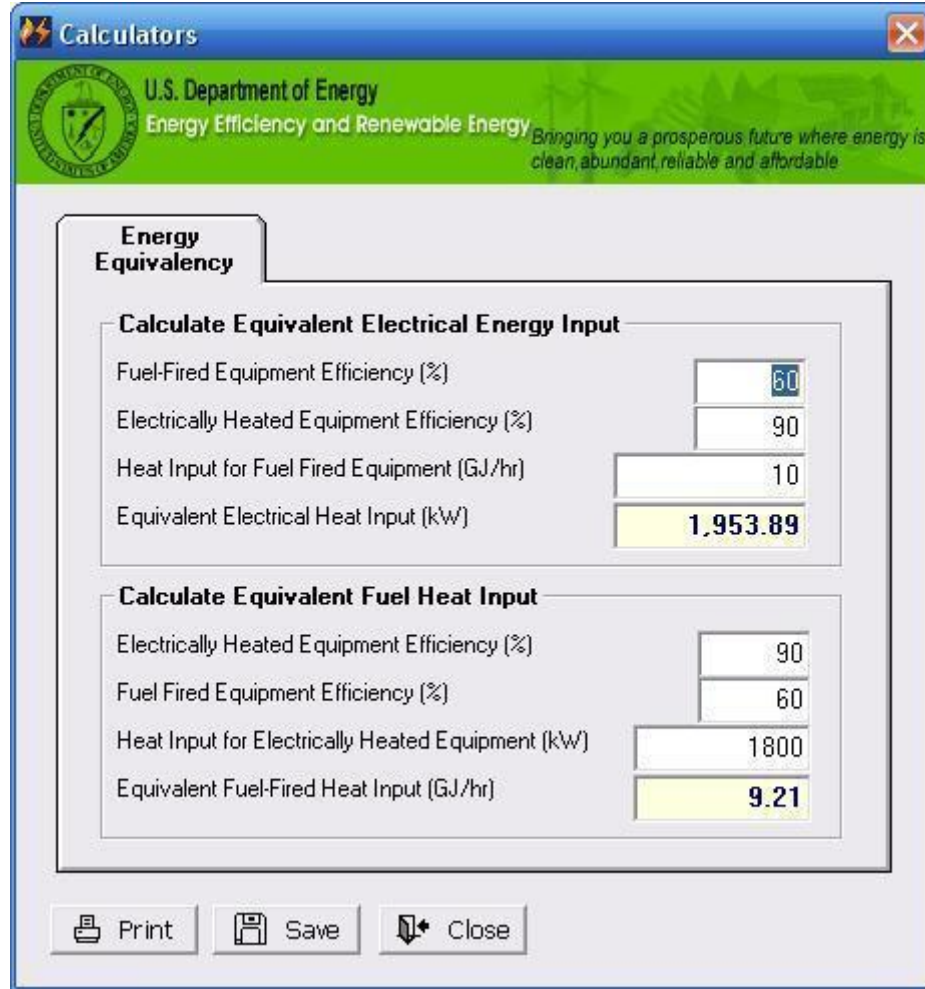 Calculators
U.S. Department of Energy
Energy Efficiency and Renewable Energy
Bringing you a prosperous future where energy is
clean,abundant,reliable and affordable
Energy
Equivalency
Calculate Equivalent Electrical Energy Input
Fuel-Fired Equipment Efficiency (%) 60
Electrically Heated Equipment Efficiency (%) 90
Heat Input for Fuel Fired Equipment (GJ/hr) 10
Equivalent Electrical Heat Input (kW) 1,953.89
Calculate Equivalent Fuel Heat Input
Electrically Heated Equipment Efficiency (%) 90
Fuel Fired Equipment Efficiency (%) 60
Heat Input for Electrically Heated Equipment (kW) 1800
Equivalent Fuel-Fired Heat Input (GJ/hr) 9.21
Print Save Close